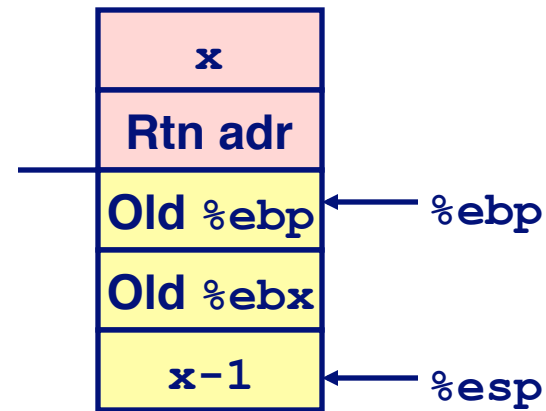 x
Rtn adr
Old %ebp %ebp
Old %ebx
x-1 %esp